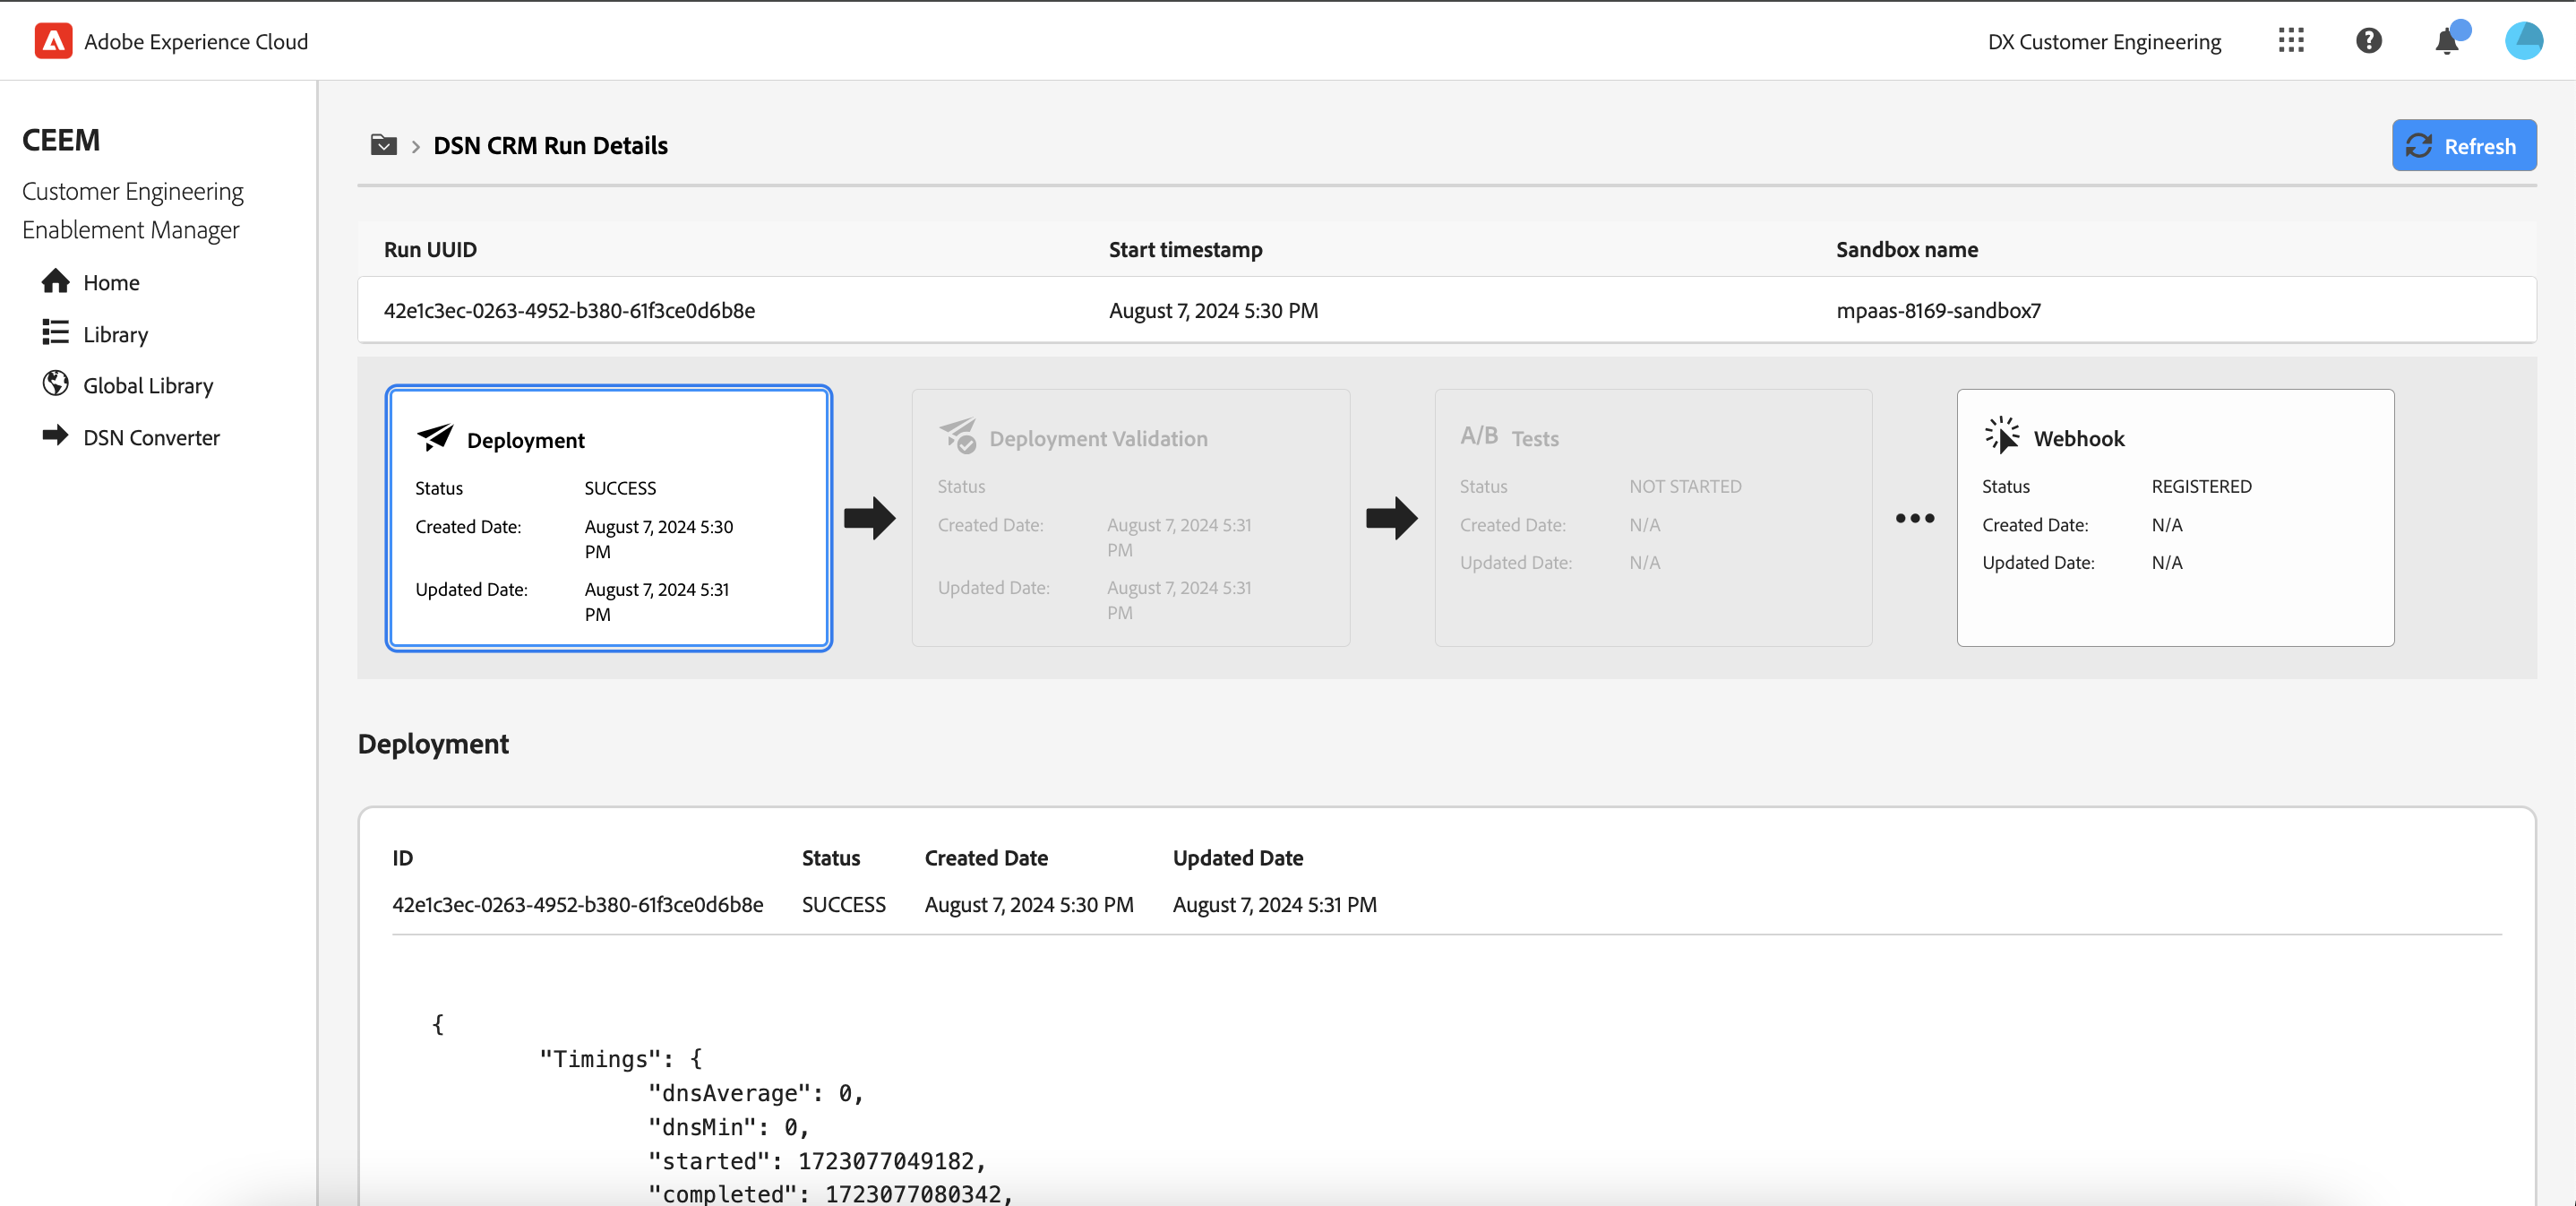 Adobe Experience Cloud
DX Customer Engineering
CEEM
Customer Engineering
Enablement Manager
Home
Library
Global Library
DSN Converter
DSN CRM Run Details
Refresh
Run UUID Start timestamp Sandbox name
42e1c3ec-0263-4952-b380-61f3ce0d6b8e August 7, 2024 5:30 PM mpaas-8169-sandbox7
Deployment
Status SUCCESS
Created Date: August 7, 2024 5:30
PM
Updated Date: August 7, 2024 5:31
PM
Deployment Validation
Status
Created Date: August 7, 2024 5:31
PM
Updated Date: August 7, 2024 5:31
PM
A/B Tests
Status NOT STARTED
Created Date: N/A
Updated Date: N/A
Webhook
Status REGISTERED
Created Date: N/A
Updated Date: N/A
Deployment
ID Status Created Date Updated Date
42e1c3ec-0263-4952-b380-61f3ce0d6b8e SUCCESS August 7, 2024 5:30 PM August 7, 2024 5:31 PM
{
"Timings": {
"dnsAverage": 0,
"dnsMin": 0,
"started": 1723077049182,
"completed": 1723077080342,